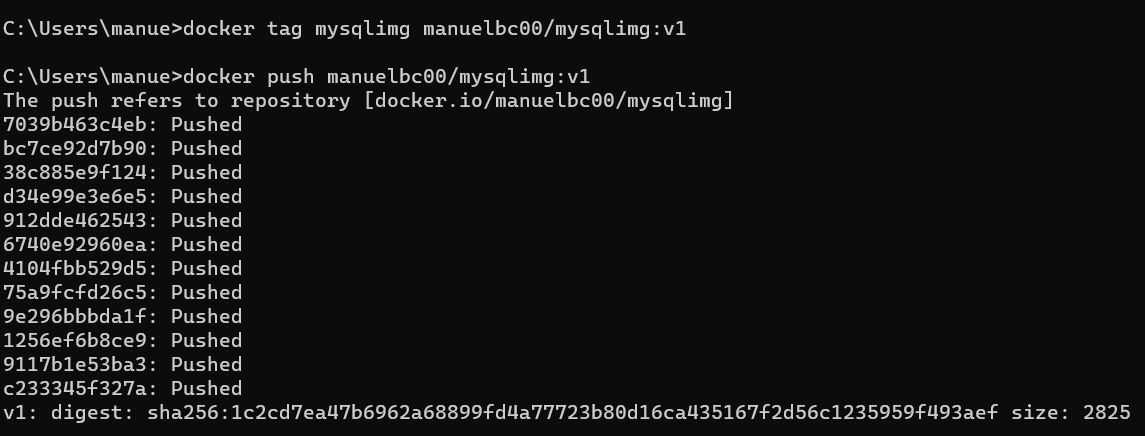 C:\Users\manue>docker tag mysqlimg manuelbc00/mysqlimg:v1
C:\Users\manue>docker push manuelbc00/mysqlimg:v1
The push refers to repository [docker.io/manuelbc00/mysqlimg]
7039b463c4eb: Pushed
bc7ce92d7b90: Pushed
38c885e9f124: Pushed
d34e99e3e6e5: Pushed
912dde462543: Pushed
6740e92960ea: Pushed
4104fbb529d5: Pushed
75a9fcfd26c5: Pushed
9e296bbbda1f: Pushed
1256ef6b8ce9: Pushed
9117b1e53ba3: Pushed
c233345f327a: Pushed
v1: digest: sha256:1c2cd7ea47b6962a68899fd4a77723b80d16ca435167f2d56c1235959f493aef size: 2825